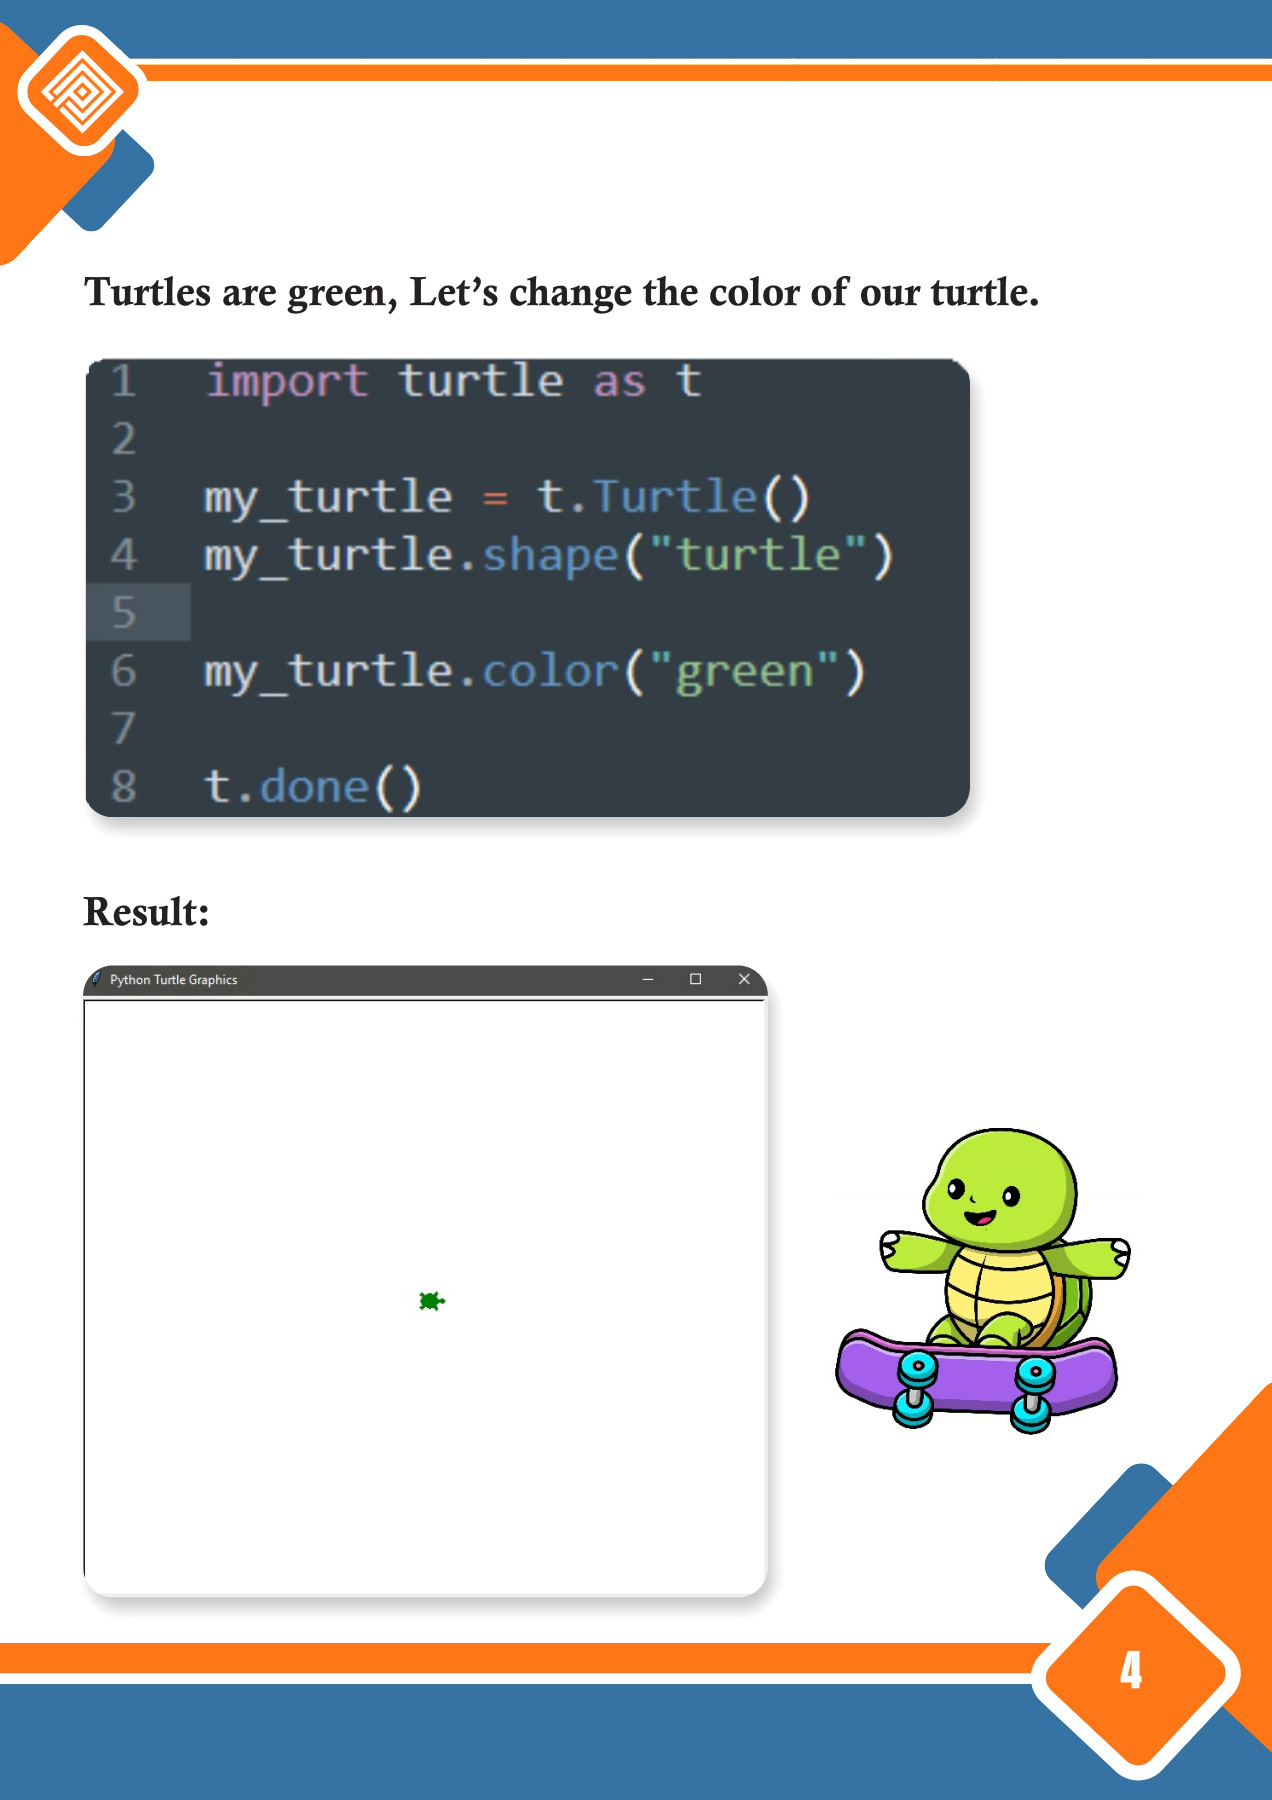 Turtles are green, Let's change the color of our turtle.
1 import turtle as t
2
3 my_turtle = t.Turtle()
4 my_turtle.shape("turtle")
5
6 my_turtle.color("green")
7
8 t.done()
Result:
Python Turtle Graphics
4